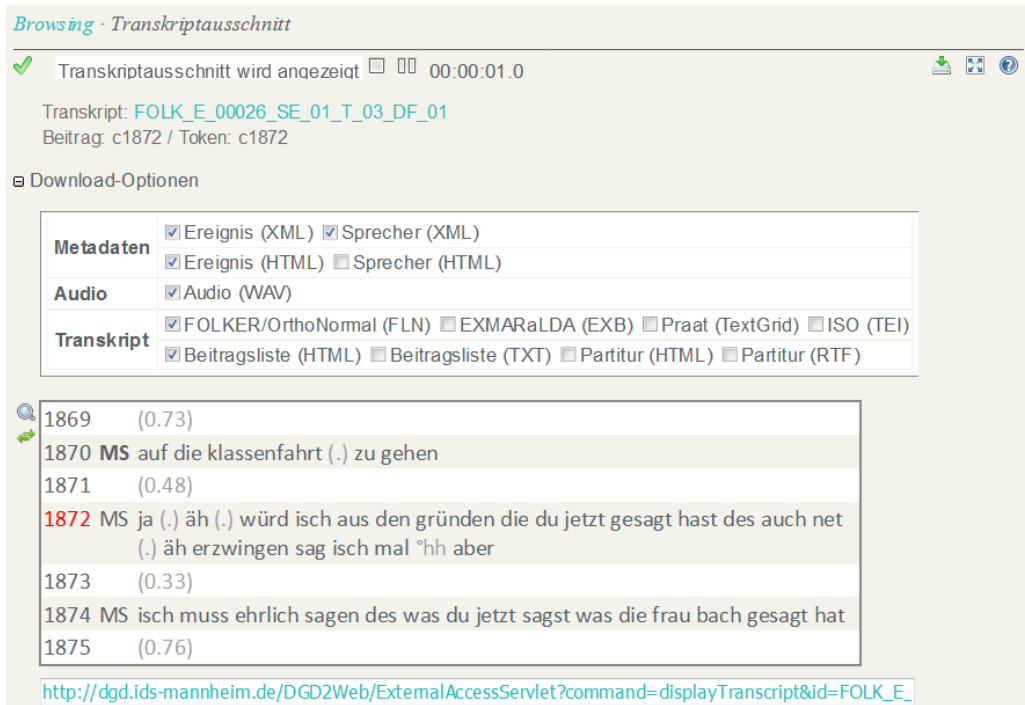 Browsing - Transkriptausschnitt
Transkriptausschnitt wird angezeigt 00:00:01.0
Transkript: FOLK_E_00026_SE_01_T_03_DF_01
Beitrag: c1872 / Token: c1872
Download-Optionen
Metadaten Ereignis (XML) Sprecher (XML)
Ereignis (HTML) Sprecher (HTML)
Audio Audio (WAV)
Transkript FOLKER/OrthoNormal (FLN) EXMARaLDA (EXB) Praat (TextGrid) ISO (TEI)
Beitragsliste (HTML) Beitragsliste (TXT) Partitur (HTML) Partitur (RTF)
1869 (0.73)
1870 MS auf die klassenfahrt (.) zu gehen
1871 (0.48)
1872 MS ja (.) äh (.) würd isch aus den gründen die du jetzt gesagt hast des auch net
(.) äh erzwingen sag isch mal °hh aber
1873 (0.33)
1874 MS isch muss ehrlich sagen des was du jetzt sagst was die frau bach gesagt hat
1875 (0.76)
http://dgd.ids-mannheim.de/DGD2Web/ExternalAccessServlet?command=displayTranscript&id=FOLK_E_